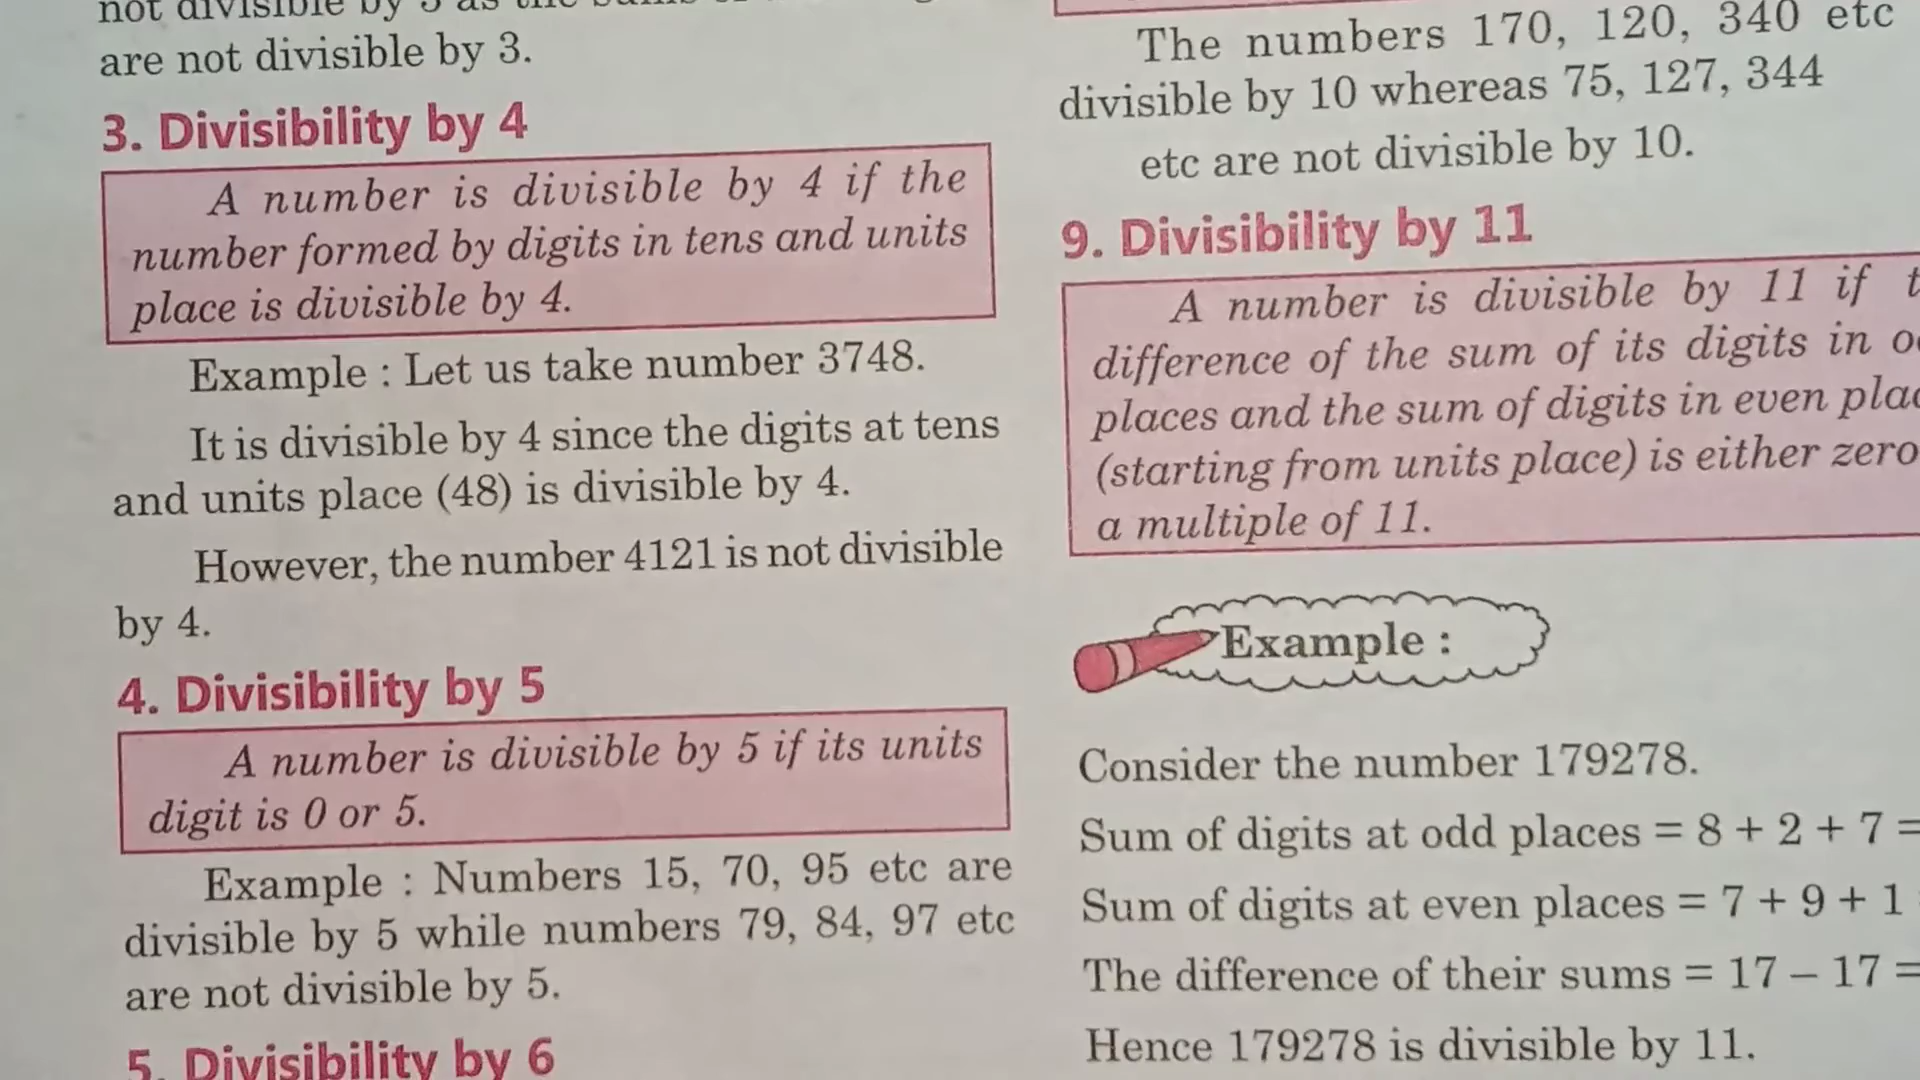 not divisible by 3 as the
are not divisible by 3.
3. Divisibility by 4
A number is divisible by 4 if the
number formed by digits in tens and units
place is divisible by 4.
Example : Let us take number 3748.
It is divisible by 4 since the digits at tens
and units place (48) is divisible by 4.
However, the number 4121 is not divisible
by 4.
4. Divisibility by 5
A number is divisible by 5 if its units
digit is 0 or 5.
Example : Numbers 15, 70, 95 etc are
divisible by 5 while numbers 79, 84, 97 etc
are not divisible by 5.
5. Divisibility by 6
The numbers 170, 120, 340 etc
divisible by 10 whereas 75, 127, 344
etc are not divisible by 10.
9. Divisibility by 11
A number is divisible by 11 if
difference of the sum of its digits in
places and the sum of digits in even
(starting from units place) is either zero
a multiple of 11.
Example :
Consider the number 179278.
Sum of digits at odd places = 8 + 2 + 7 =
Sum of digits at even places = 7 + 9 + 1
The difference of their sums = 17 – 17 =
Hence 179278 is divisible by 11.